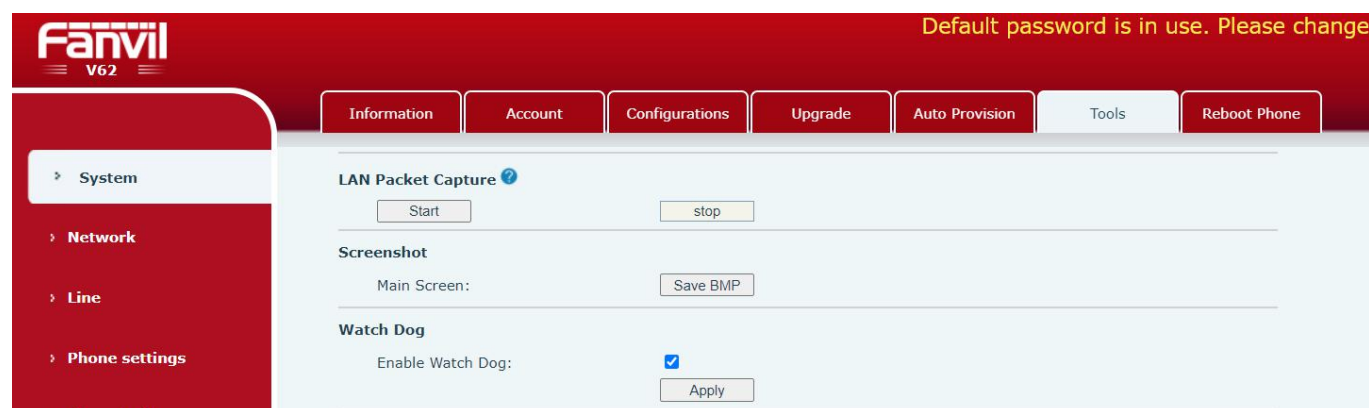 Default password is in use. Please change
Fanvil
V62
Information Account Configurations Upgrade Auto Provision Tools Reboot Phone
System
Network
Line
Phone settings
LAN Packet Capture ?
Start stop
Screenshot
Main Screen: Save BMP
Watch Dog
Enable Watch Dog:
Apply